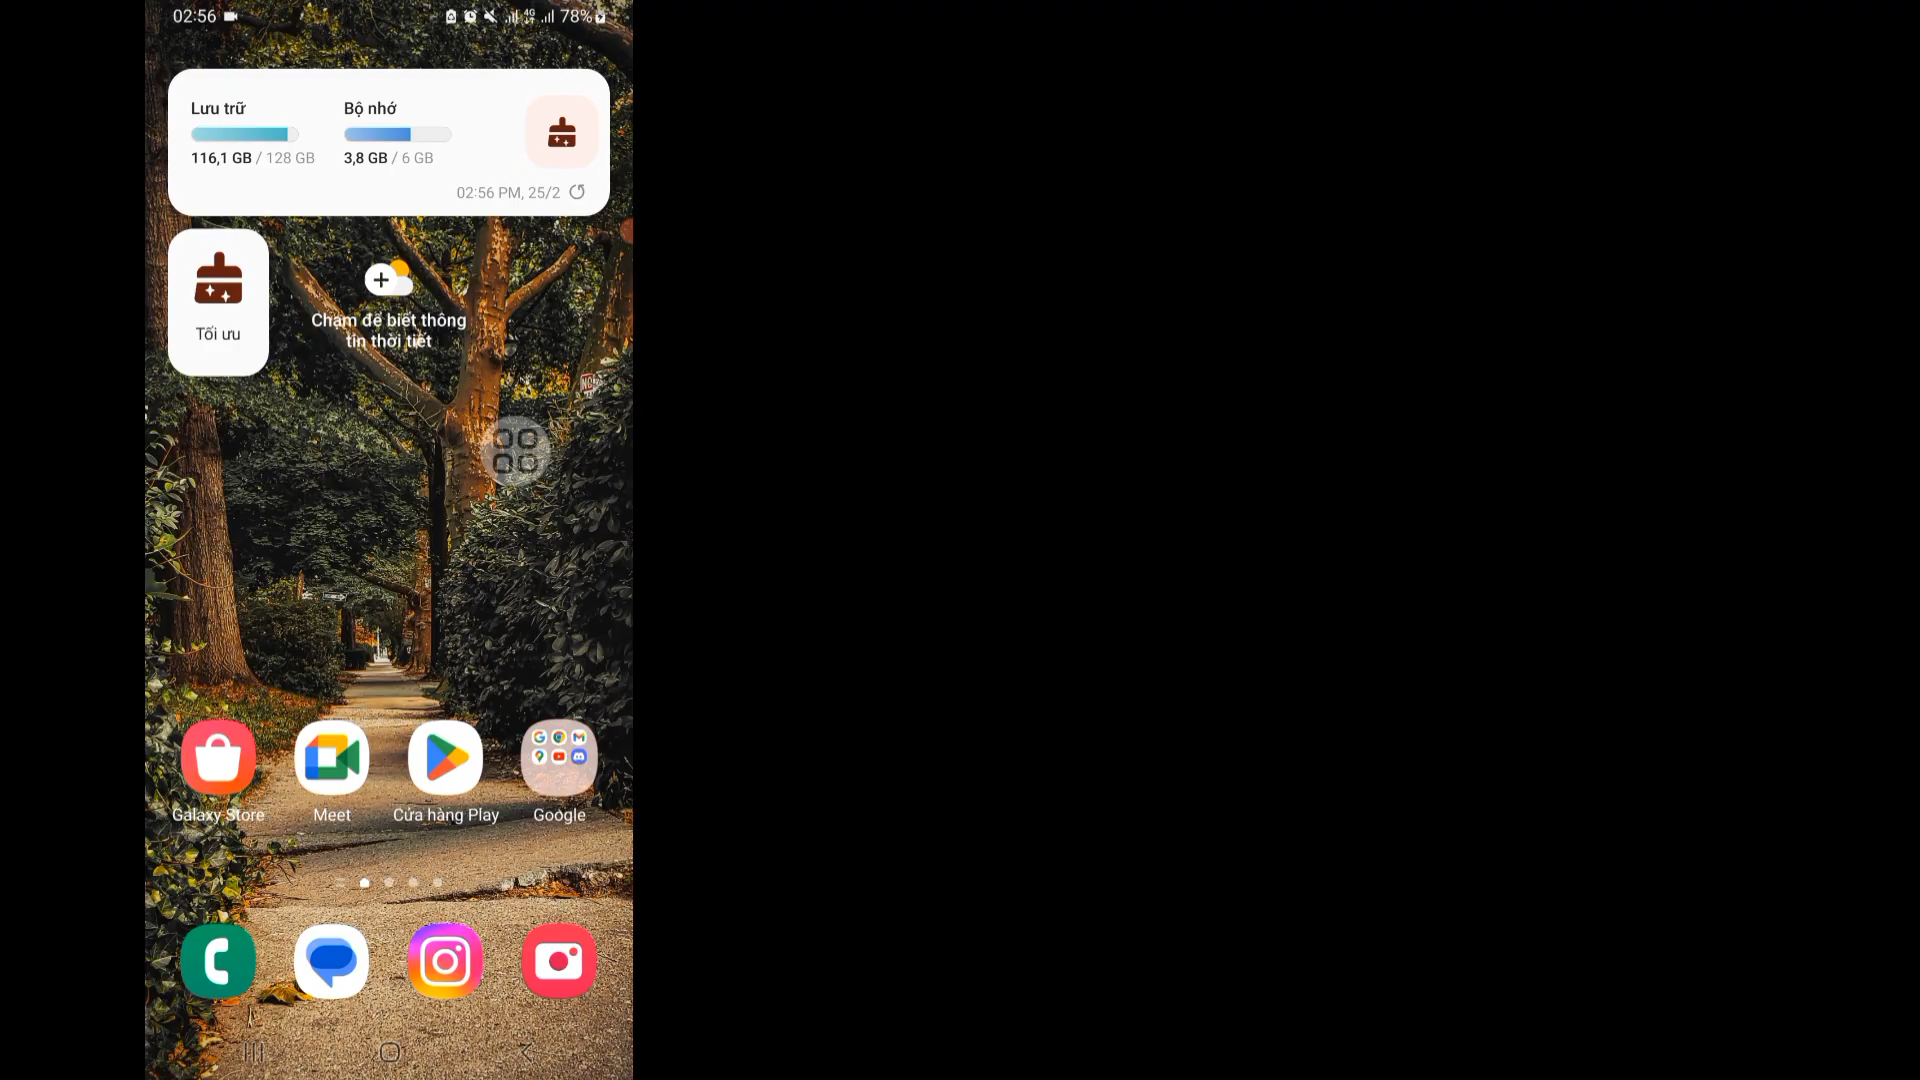 02:56
4G
78%
Lưu trữ
Bộ nhớ
116,1 GB / 128 GB
3,8 GB / 6 GB
02:56 PM, 25/2
Tối ưu
Chạm để biết thông
tin thời tiết
Galaxy Store
Meet
Cửa hàng Play
Google